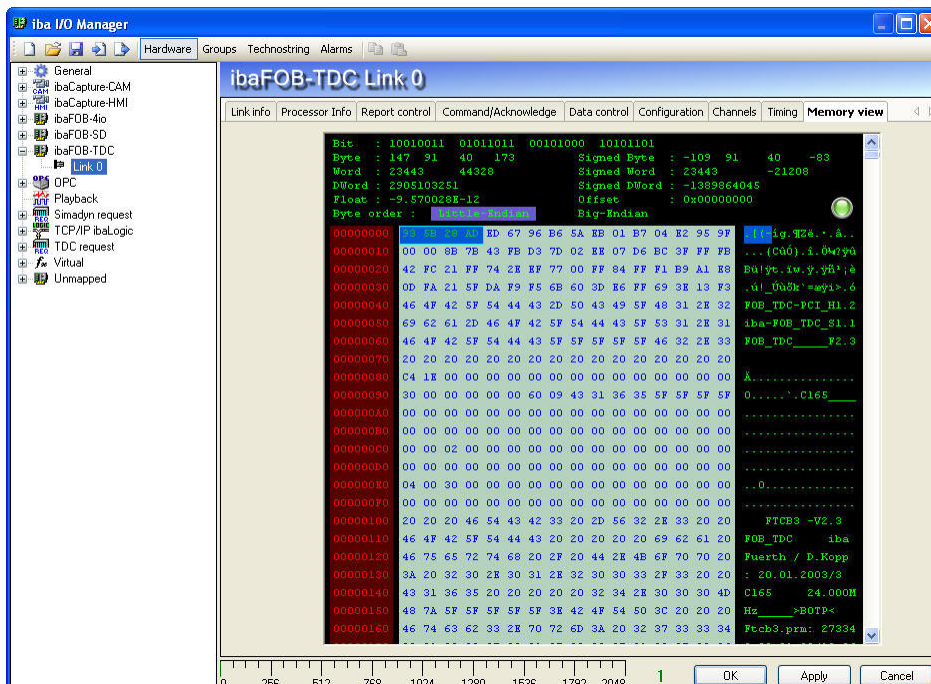 iba I/O Manager
Hardware Groups Technostring Alarms
General
ibaCapture-CAM
ibaCapture-HMI
ibaFOB-4io
ibaFOB-SD
ibaFOB-TDC
Link 0
OPC
Playback
Simadyn request
TCP/IP ibaLogic
TDC request
Virtual
Unmapped
ibaFOB-TDC Link 0
Link info Processor Info Report control Command/Acknowledge Data control Configuration Channels Timing Memory view
Bit : 10010011 01011011 00101000 10101101
Byte : 147 91 40 173 Signed Byte : -109 91 40 -83
Word : 23443 44328 Signed Word : 23443 -21208
DWord : 2905103251 Signed DWord : -1389864045
Float : -9.570028E-12 Offset : 0x00000000
Byte order : Little-Endian Big-Endian
00000000 93 5B 28 AD ED 67 96 B6 5A EB 01 B7 04 E2 95 9F
00000010 00 00 8B 7B 43 FB D3 7D 02 EE 07 D6 BC 3F FF FB
00000020 42 FC 21 FF 74 2E EF 77 00 FF 84 FF F1 B9 A1 E8
00000030 0D FA 21 5F DA F9 F5 6B 60 3D E6 FF 69 3E 13 F3
00000040 46 4F 42 5F 54 44 43 2D 50 43 49 5F 48 31 2E 32 FOB_TDC-PCI_H1.2
00000050 69 62 61 2D 46 4F 42 5F 54 44 43 5F 53 31 2E 31 iba-FOB_TDC_S1.1
00000060 46 4F 42 5F 54 44 43 5F 5F 5F 5F 5F 46 32 2E 33 FOB_TDC_____F2.3
00000070 20 20 20 20 20 20 20 20 20 20 20 20 20 20 20 20
00000080 C4 1E 00 00 00 00 00 00 00 00 00 00 00 00 00 00 Ä..............
00000090 30 00 00 00 00 00 60 09 43 31 36 35 5F 5F 5F 5F 0.....`.C165____
000000A0 00 00 00 00 00 00 00 00 00 00 00 00 00 00 00 00 ................
000000B0 00 00 00 00 00 00 00 00 00 00 00 00 00 00 00 00 ................
000000C0 00 00 02 00 00 00 00 00 00 00 00 00 00 00 00 00 ................
000000D0 00 00 00 00 00 00 00 00 00 00 00 00 00 00 00 00 ................
000000E0 04 00 30 00 00 00 00 00 00 00 00 00 00 00 00 00 ..0.............
000000F0 00 00 00 00 00 00 00 00 00 00 00 00 00 00 00 00 ................
00000100 20 20 20 46 54 43 42 33 20 2D 56 32 2E 33 20 20 FTCB3 -V2.3
00000110 46 4F 42 5F 54 44 43 20 20 20 20 20 69 62 61 20 FOB_TDC iba
00000120 46 75 65 72 74 68 20 2F 20 44 2E 4B 6F 70 70 20 Fuerth / D.Kopp
00000130 3A 20 32 30 2E 30 31 2E 32 30 30 33 2F 33 20 20 : 20.01.2003/3
00000140 43 31 36 35 20 20 20 20 20 32 34 2E 30 30 30 4D C165 24.000M
00000150 48 7A 5F 5F 5F 5F 5F 3E 42 4F 54 50 3C 20 20 20 Hz_____>BOTP<
00000160 46 74 63 62 33 2E 70 72 6D 3A 20 32 37 33 33 34 Ftcb3.prm: 27334
0 256 512 768 1024 1280 1536 1792 2048
1 OK Apply Cancel